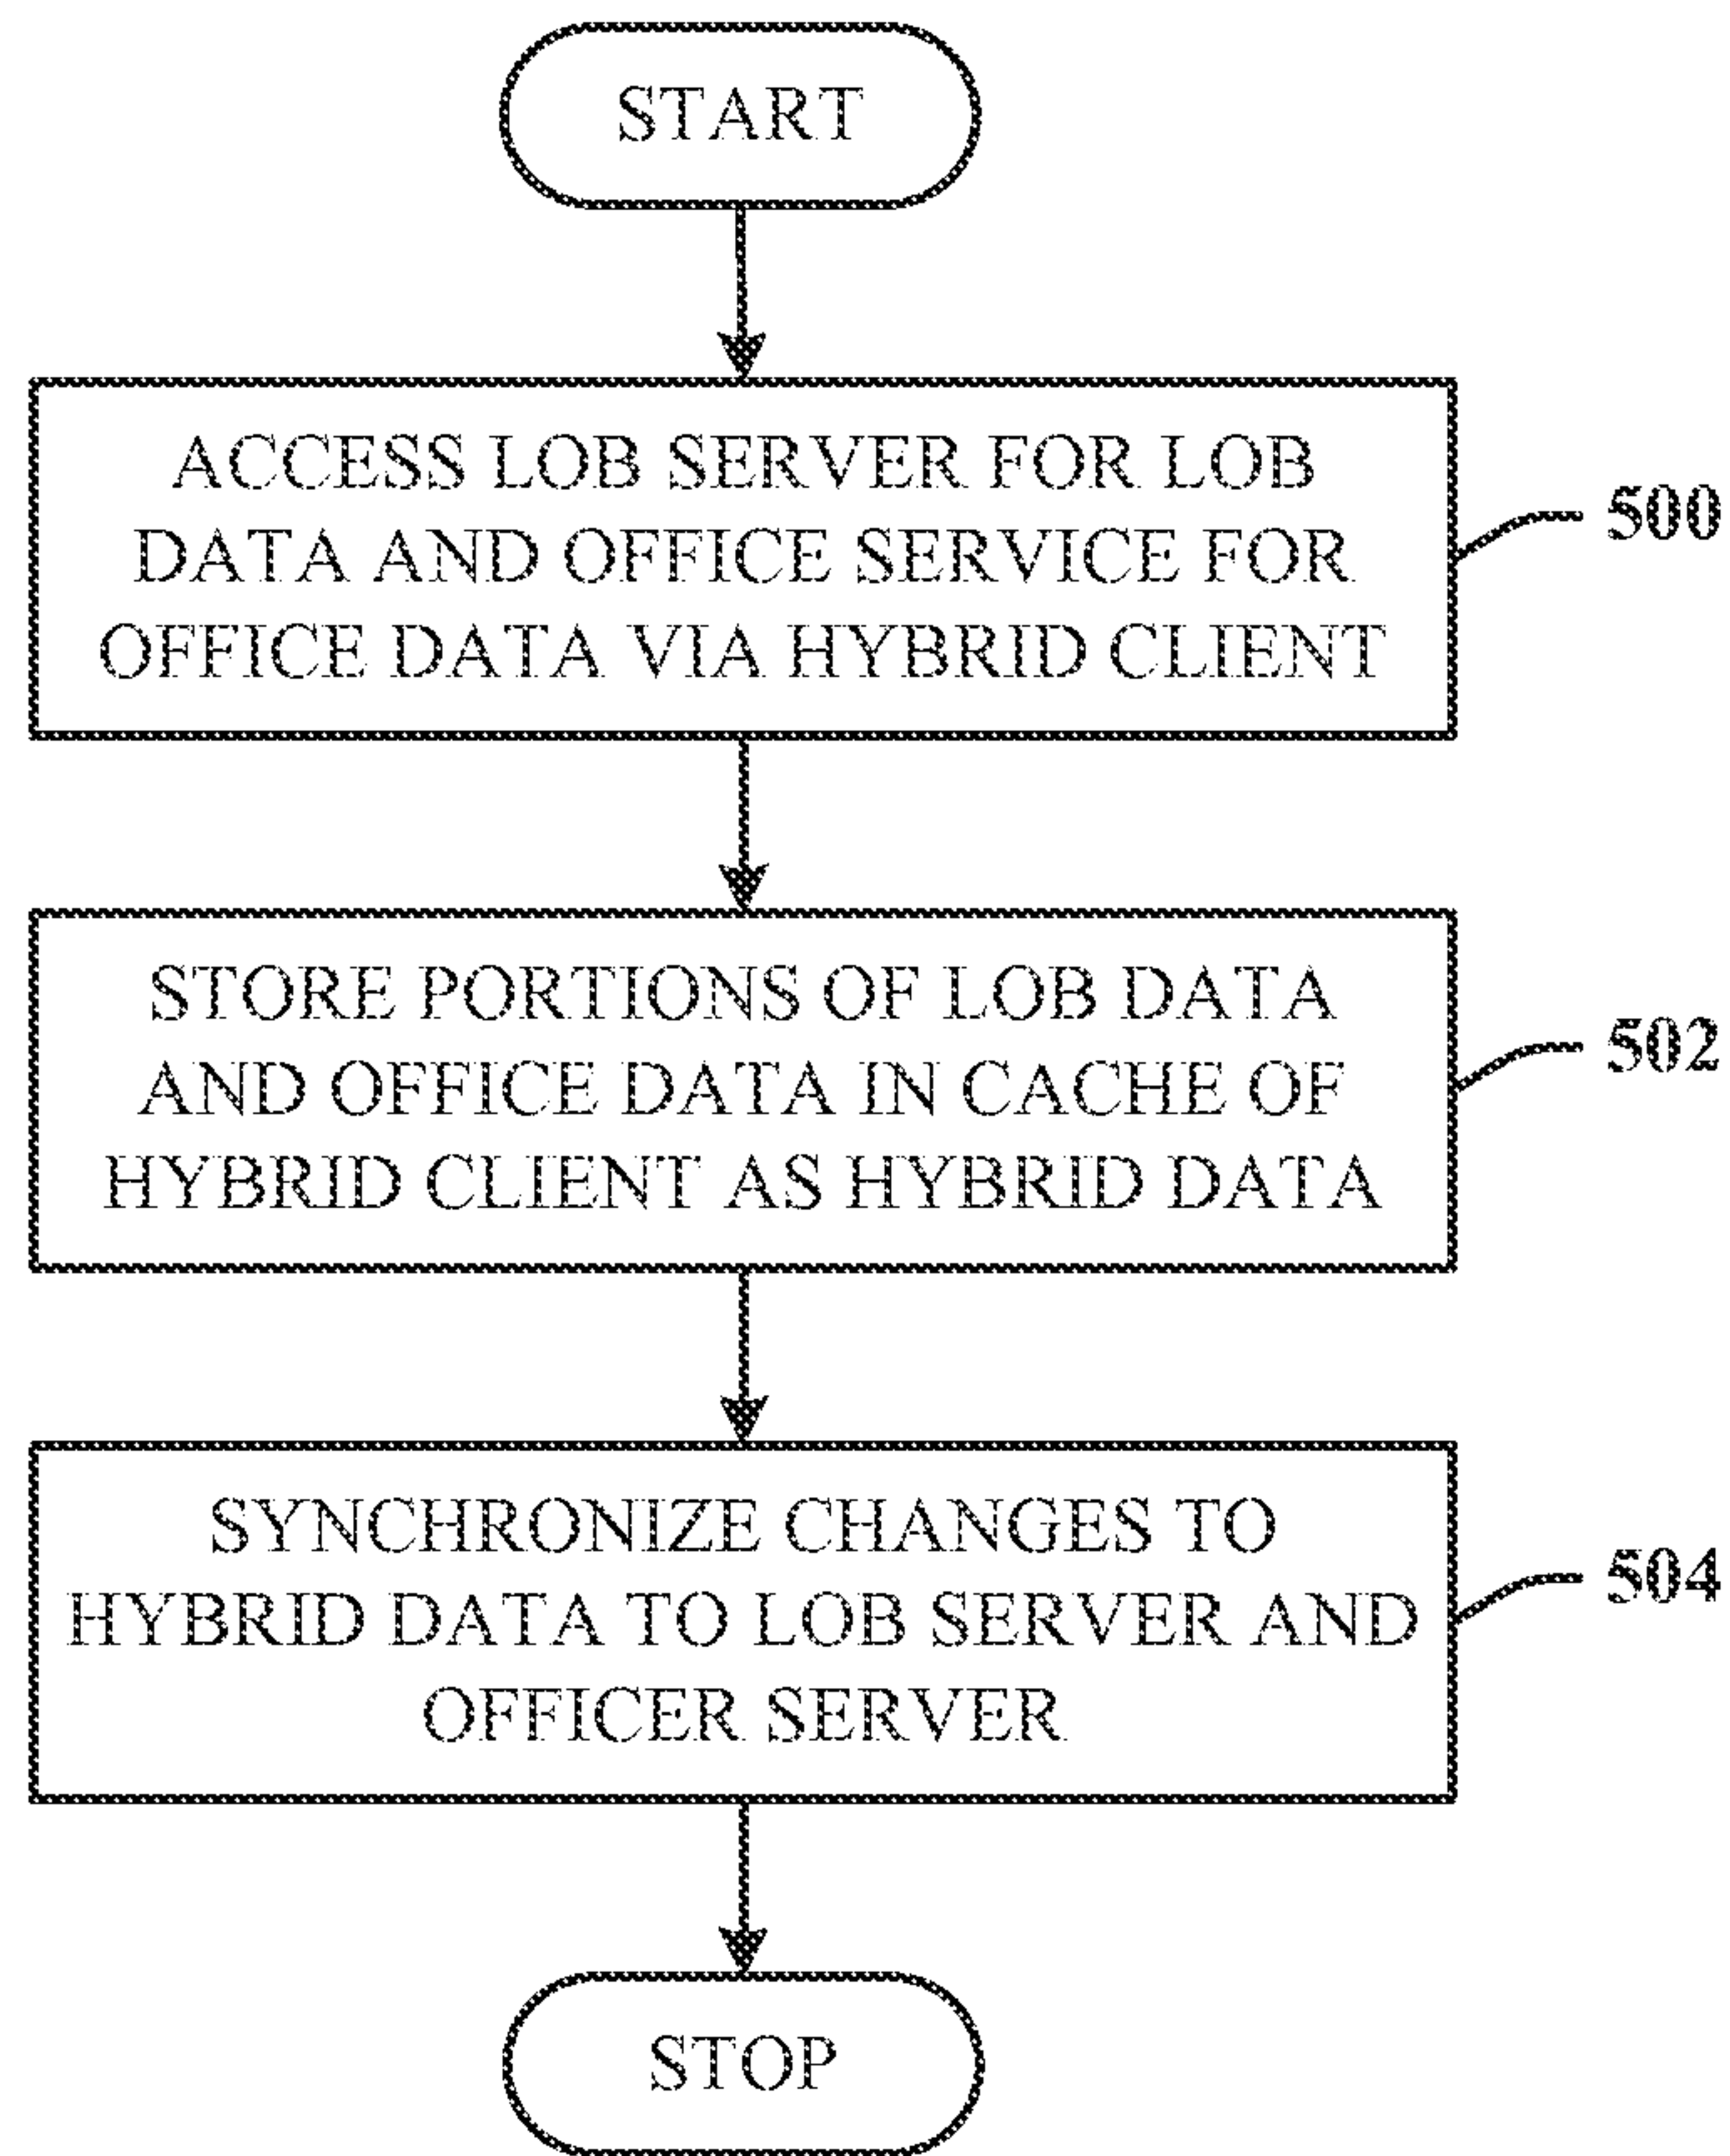 START
ACCESS LOB SERVER FOR LOB
DATA AND OFFICE SERVICE FOR
OFFICE DATA VIA HYBRID CLIENT
500
STORE PORTIONS OF LOB DATA
AND OFFICE DATA IN CACHE OF
HYBRID CLIENT AS HYBRID DATA
502
SYNCHRONIZE CHANGES TO
HYBRID DATA TO LOB SERVER AND
OFFICER SERVER
504
STOP